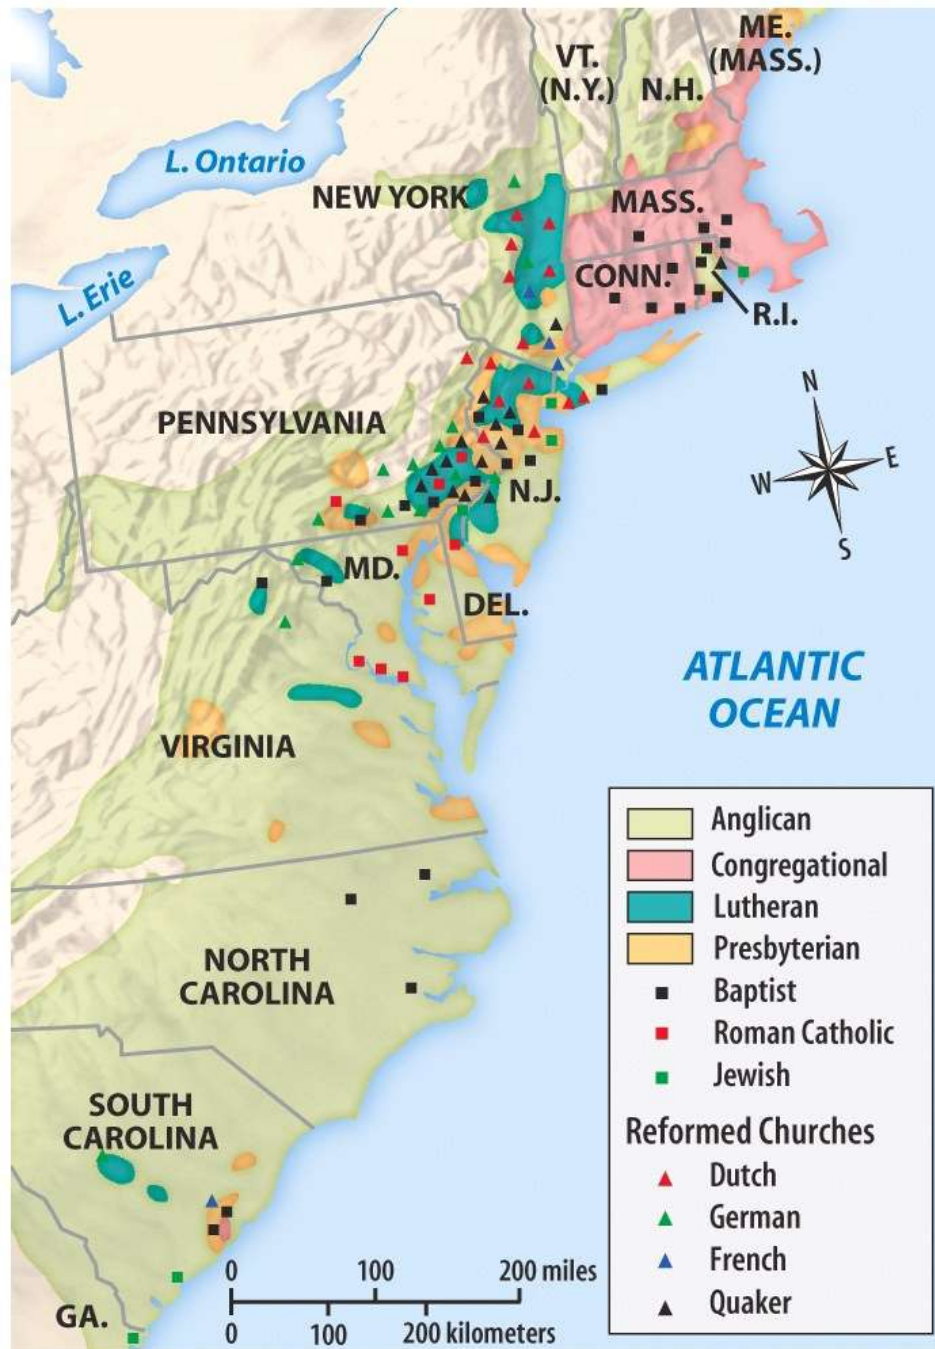 ME.
(MASS.)
VT.
(N.Y.)
N.H.
L. Ontario
NEW YORK
MASS.
L. Erie
CONN.
R.I.
PENNSYLVANIA
N
W
E
S
N.J.
MD.
DEL.
ATLANTIC
OCEAN
VIRGINIA
NORTH
CAROLINA
SOUTH
CAROLINA
GA.
Anglican
Congregational
Lutheran
Presbyterian
Baptist
Roman Catholic
Jewish
Reformed Churches
Dutch
German
French
Quaker
0 100 200 miles
0 100 200 kilometers